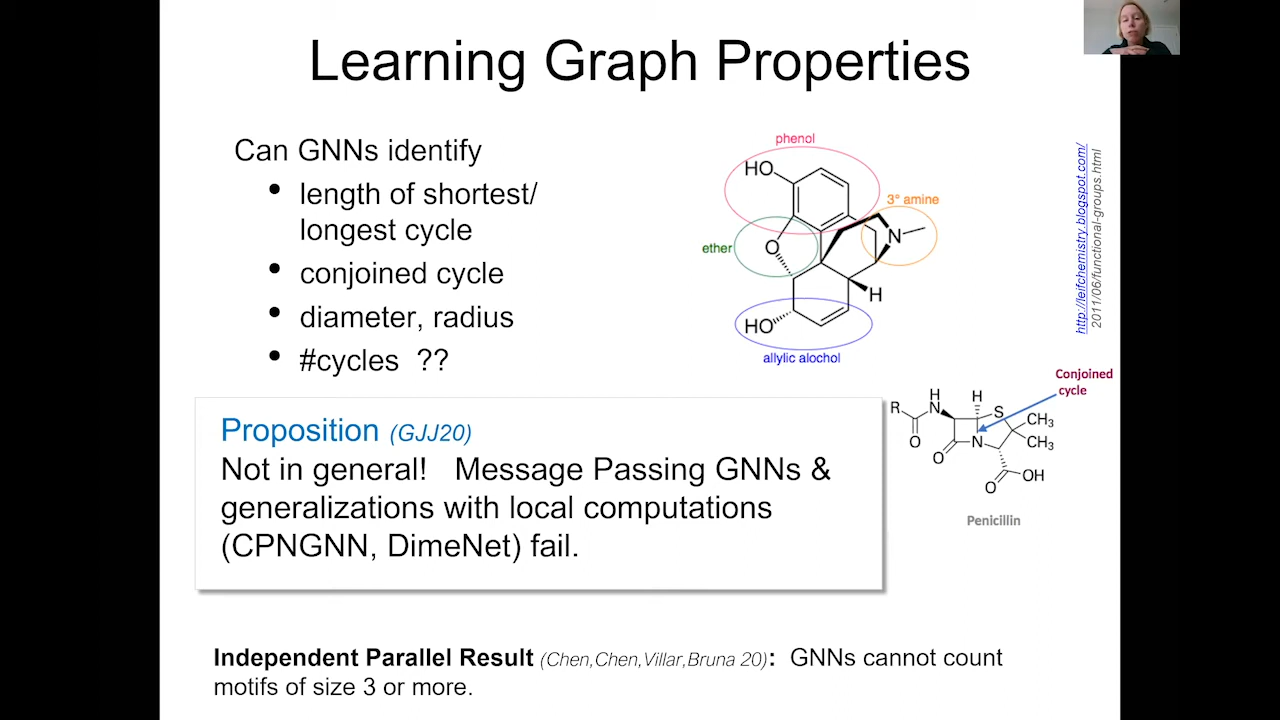 Learning Graph Properties
Can GNNs identify
• length of shortest/
longest cycle
• conjoined cycle
• diameter, radius
• #cycles ??
phenol
HO
3° amine
N
ether
O
H
HO
allylic alochol
http://leifchemistry.blogspot.com/
2011/06/functional-groups.html
Conjoined
cycle
R
H
N
H
S
CH3
CH3
O
O
N
OH
O
Penicillin
Proposition (GJJ20)
Not in general! Message Passing GNNs &
generalizations with local computations
(CPNGNN, DimeNet) fail.
Independent Parallel Result (Chen,Chen,Villar,Bruna 20): GNNs cannot count
motifs of size 3 or more.